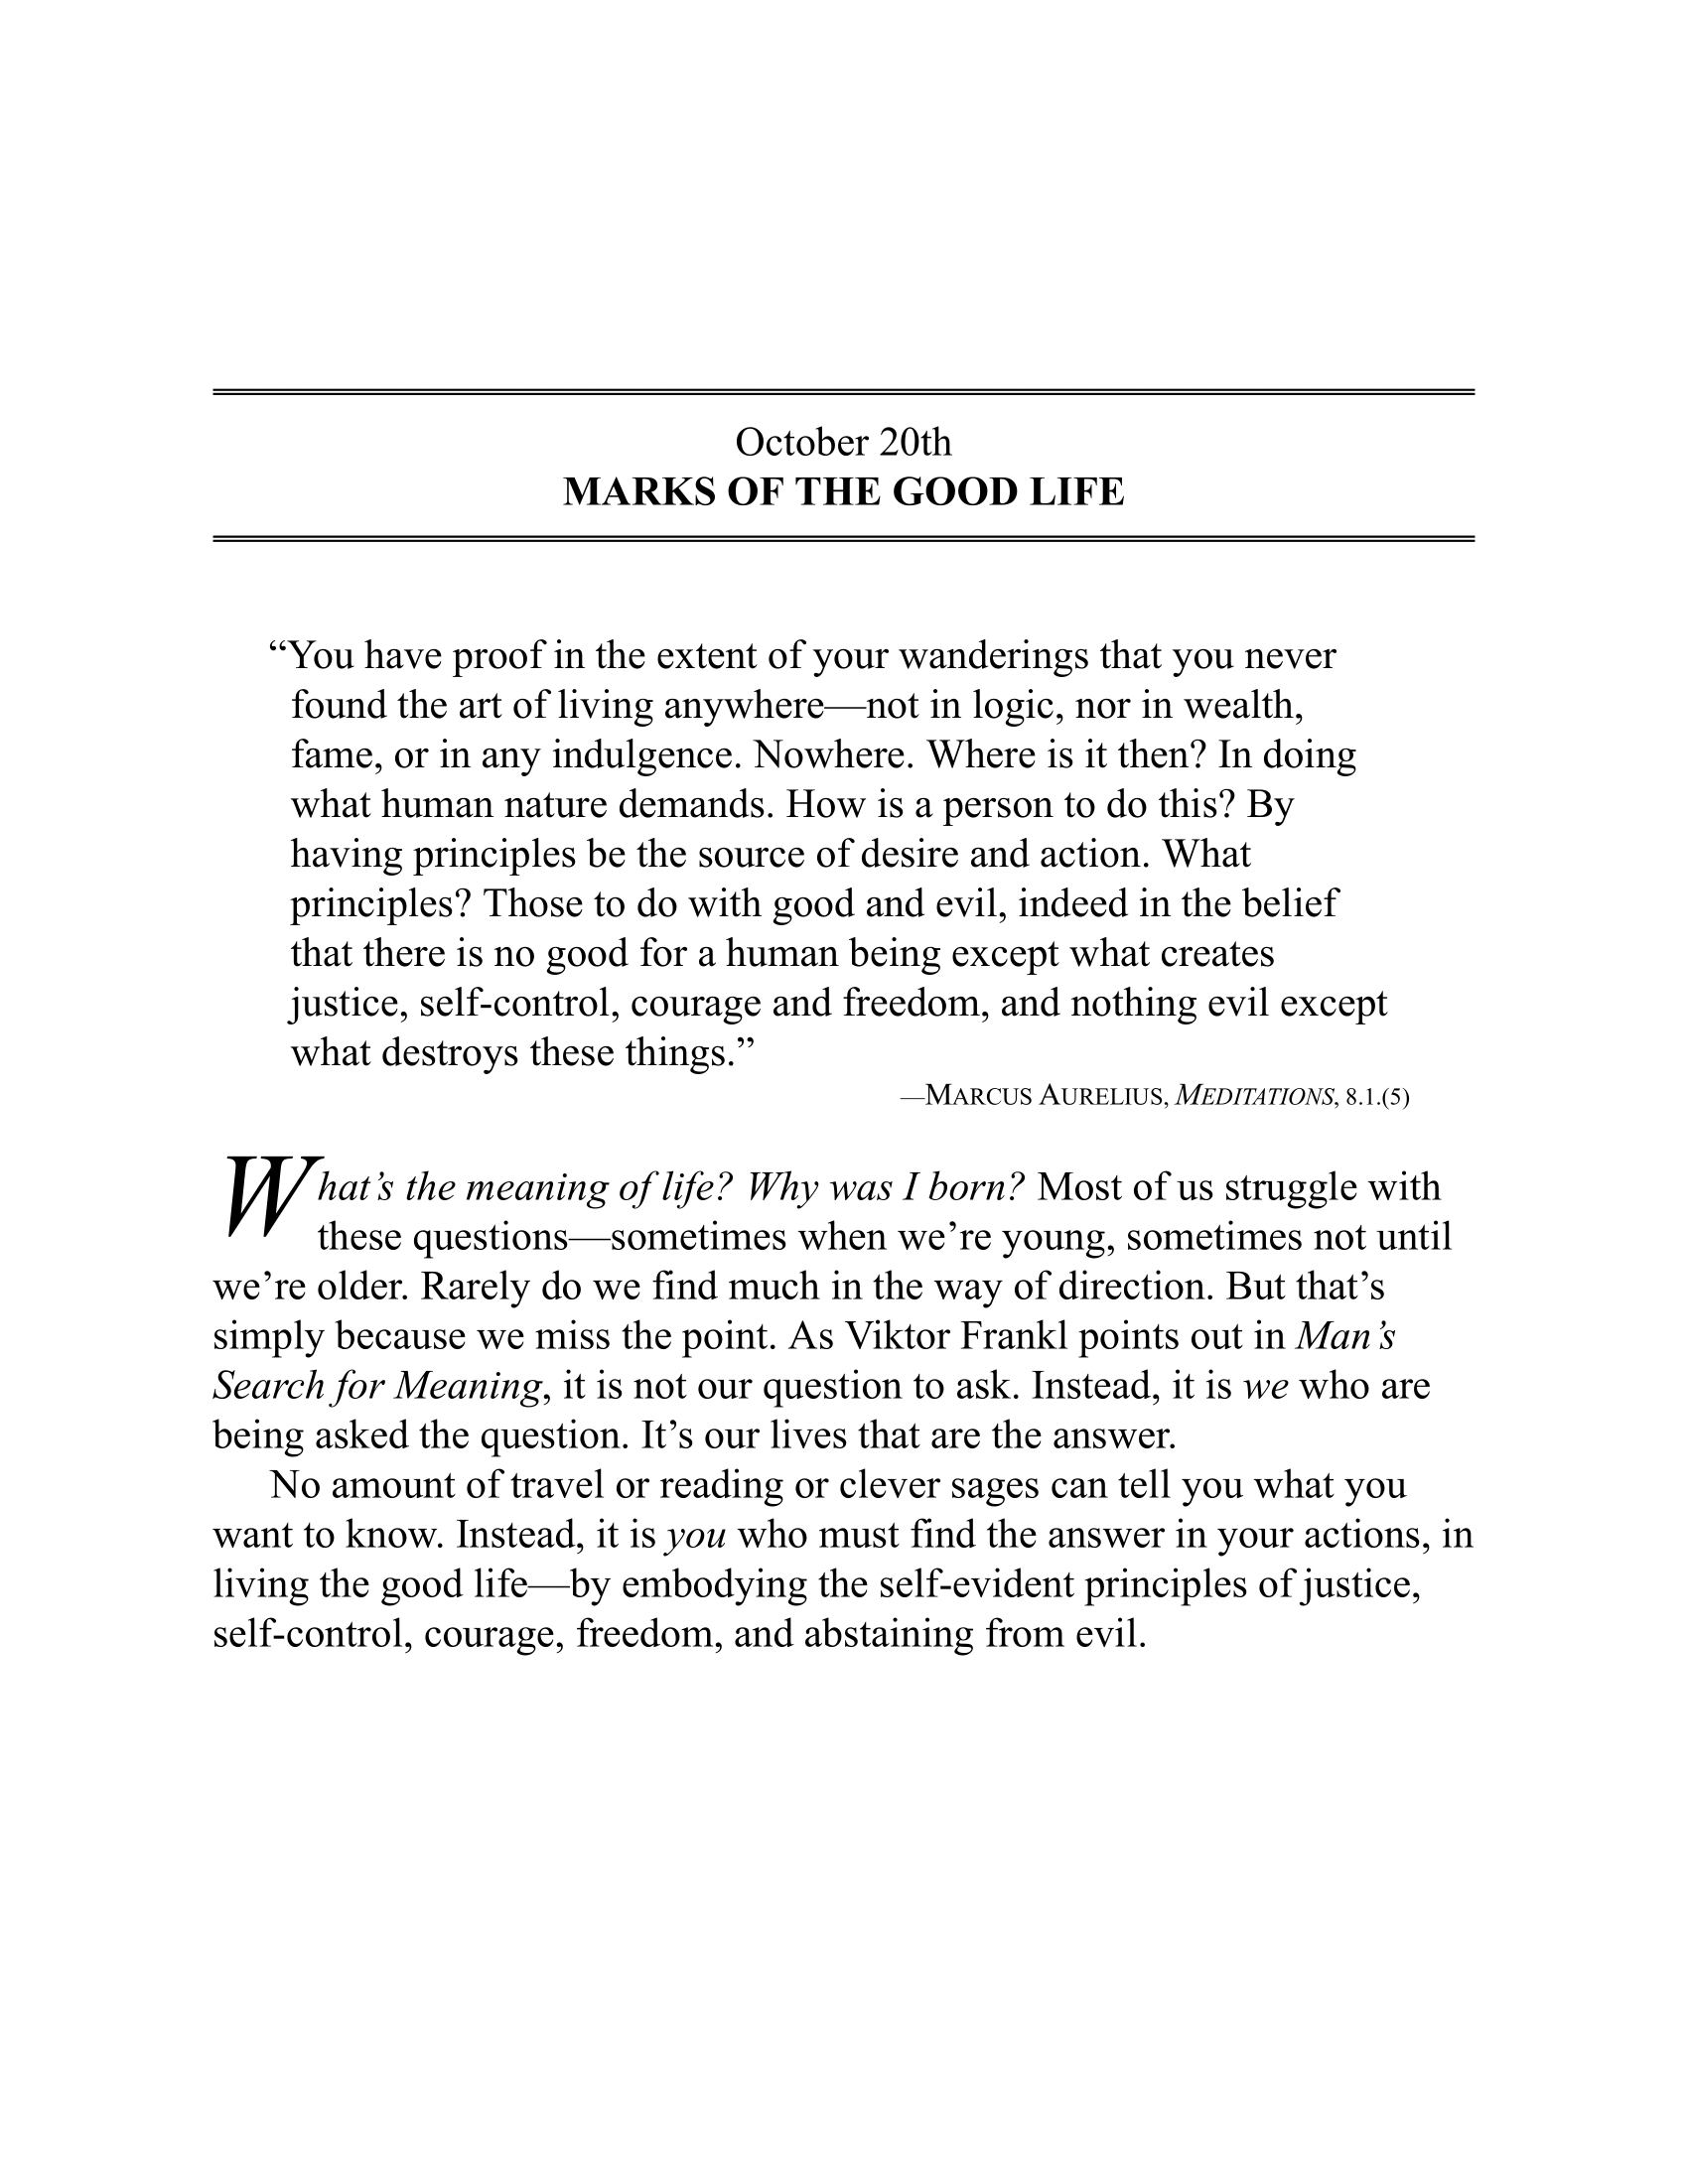 October 20th
MARKS OF THE GOOD LIFE
“You have proof in the extent of your wanderings that you never
found the art of living anywhere—not in logic, nor in wealth,
fame, or in any indulgence. Nowhere. Where is it then? In doing
what human nature demands. How is a person to do this? By
having principles be the source of desire and action. What
principles? Those to do with good and evil, indeed in the belief
that there is no good for a human being except what creates
justice, self-control, courage and freedom, and nothing evil except
what destroys these things.”
—MARCUS AURELIUS, MEDITATIONS, 8.1.(5)
What’s the meaning of life? Why was I born? Most of us struggle with
these questions—sometimes when we’re young, sometimes not until
we’re older. Rarely do we find much in the way of direction. But that’s
simply because we miss the point. As Viktor Frankl points out in Man’s
Search for Meaning, it is not our question to ask. Instead, it is we who are
being asked the question. It’s our lives that are the answer.
No amount of travel or reading or clever sages can tell you what you
want to know. Instead, it is you who must find the answer in your actions, in
living the good life—by embodying the self-evident principles of justice,
self-control, courage, freedom, and abstaining from evil.